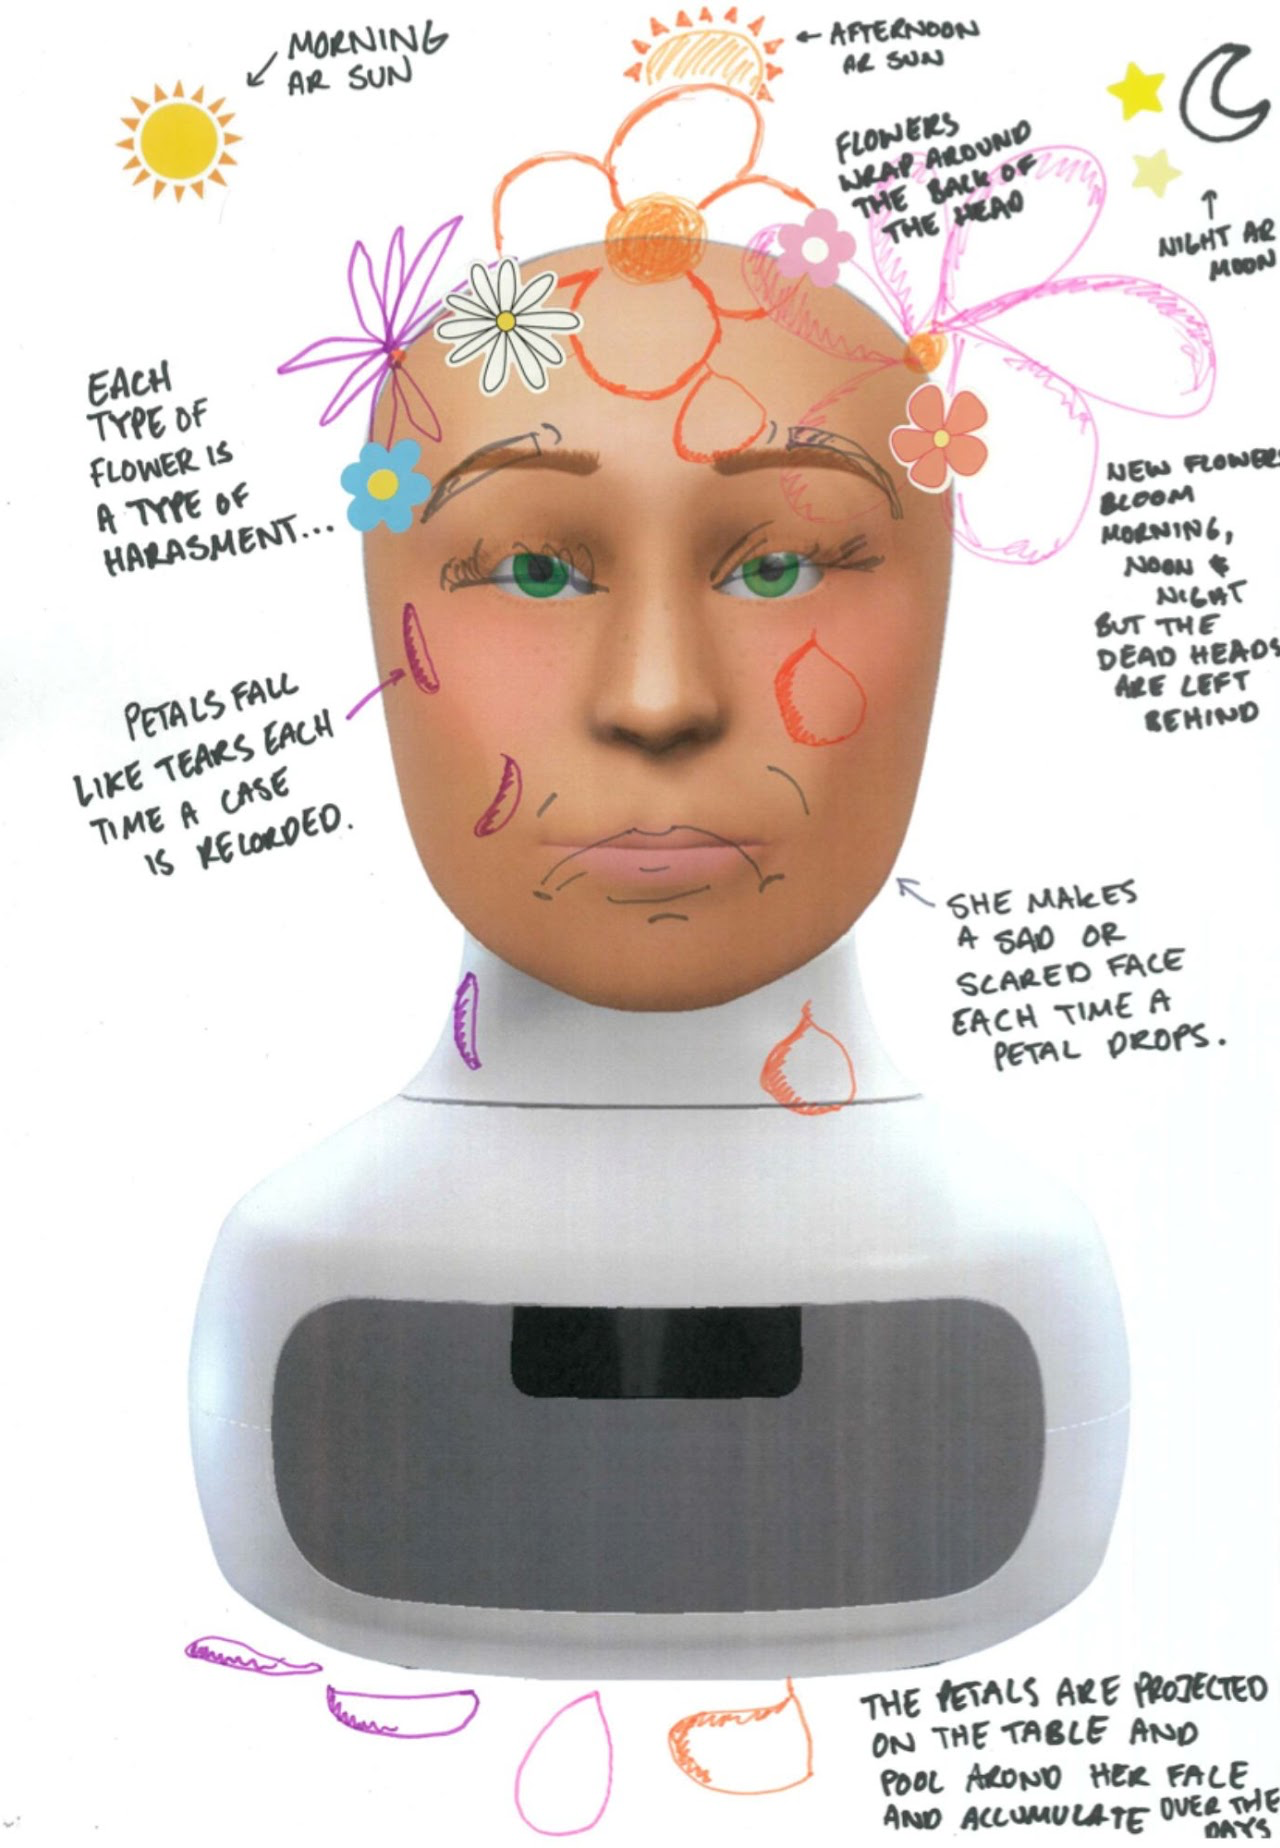 MORNING
AR SUN
AFTERNOON
AR SUN
FLOWERS
WRAP AROUND
THE BACK OF
THE HEAD
NIGHT AR
MOON
EACH
TYPE OF
FLOWER IS
A TYPE OF
HARASMENT...
NEW FLOWERS
BLOOM
MORNING,
NOON &
NIGHT
BUT THE
DEAD HEADS
ARE LEFT
BEHIND
PETALS FALL
LIKE TEARS EACH
TIME A CASE
IS RECORDED.
SHE MAKES
A SAD OR
SCARED FACE
EACH TIME A
PETAL DROPS.
THE PETALS ARE PROJECTED
ON THE TABLE AND
POOL AROND HER FACE
AND ACCUMULATE OVER THE
DAYS